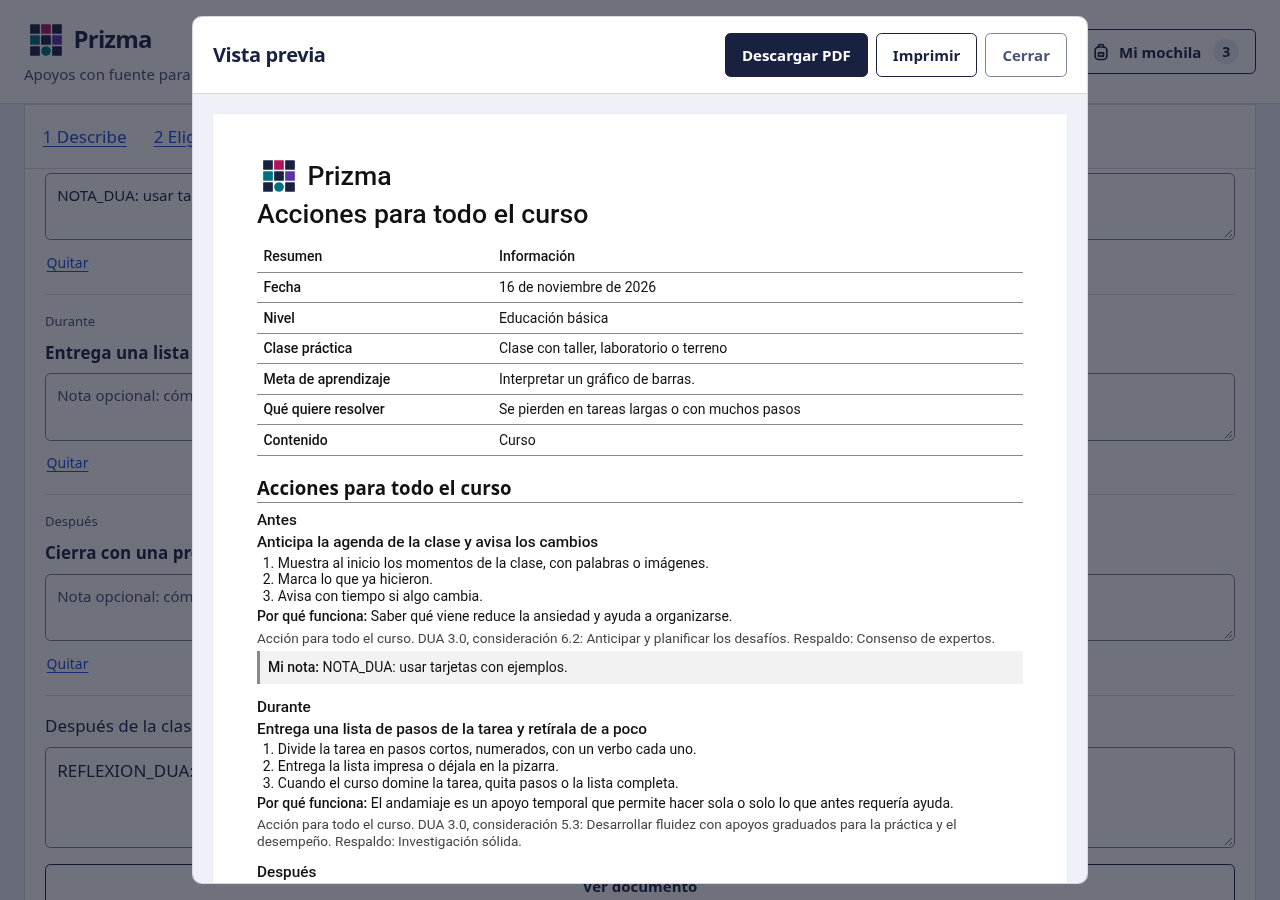 Prizma
Apoyos con fuente para
Mi mochila 3
1 Describe
2 Elig
NOTA_DUA: usar ta
Quitar
Durante
Entrega una lista
Nota opcional: cóm
Quitar
Después
Cierra con una pr
Nota opcional: cóm
Quitar
Después de la clas
REFLEXION_DUA:
Ver documento
Vista previa
Descargar PDF
Imprimir
Cerrar
Prizma
Acciones para todo el curso
Resumen Información
Fecha 16 de noviembre de 2026
Nivel Educación básica
Clase práctica Clase con taller, laboratorio o terreno
Meta de aprendizaje Interpretar un gráfico de barras.
Qué quiere resolver Se pierden en tareas largas o con muchos pasos
Contenido Curso
Acciones para todo el curso
Antes
Anticipa la agenda de la clase y avisa los cambios
1. Muestra al inicio los momentos de la clase, con palabras o imágenes.
2. Marca lo que ya hicieron.
3. Avisa con tiempo si algo cambia.
Por qué funciona: Saber qué viene reduce la ansiedad y ayuda a organizarse.
Acción para todo el curso. DUA 3.0, consideración 6.2: Anticipar y planificar los desafíos. Respaldo: Consenso de expertos.
Mi nota: NOTA_DUA: usar tarjetas con ejemplos.
Durante
Entrega una lista de pasos de la tarea y retírala de a poco
1. Divide la tarea en pasos cortos, numerados, con un verbo cada uno.
2. Entrega la lista impresa o déjala en la pizarra.
3. Cuando el curso domine la tarea, quita pasos o la lista completa.
Por qué funciona: El andamiaje es un apoyo temporal que permite hacer sola o solo lo que antes requería ayuda.
Acción para todo el curso. DUA 3.0, consideración 5.3: Desarrollar fluidez con apoyos graduados para la práctica y el
desempeño. Respaldo: Investigación sólida.
Después